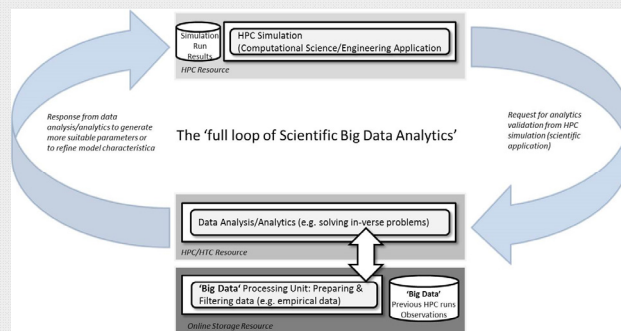 Simulation
Run
Results
HPC Simulation
(Computational Science/Engineering Application
HPC Resource
Response from data
analysis/analytics to generate
more suitable parameters or
to refine model characteristica
The ‘full loop of Scientific Big Data Analytics’
Request for analytics
validation from HPC
simulation (scientific
application)
Data Analysis/Analytics (e.g. solving in-verse problems)
HPC/HTC Resource
‘Big Data’ Processing Unit: Preparing &
Filtering data (e.g. empirical data)
‘Big Data’
Previous HPC runs
Observations
Online Storage Resource